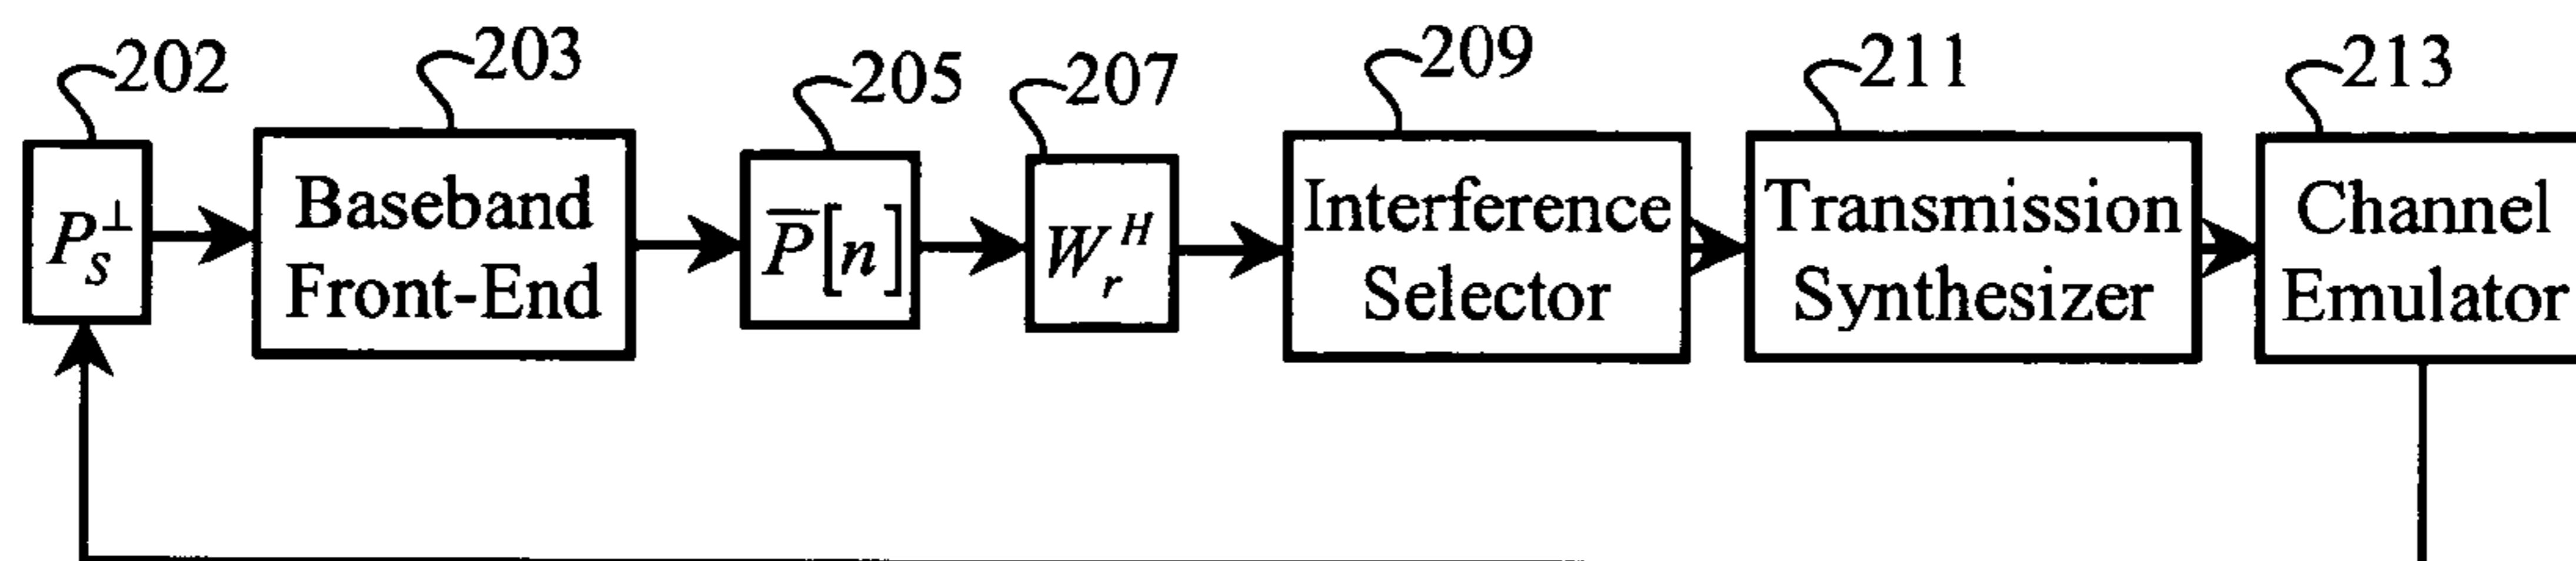 202
203
205
207
209
211
213
P_s^⊥
Baseband
Front-End
P̅[n]
W_r^H
Interference
Selector
Transmission
Synthesizer
Channel
Emulator